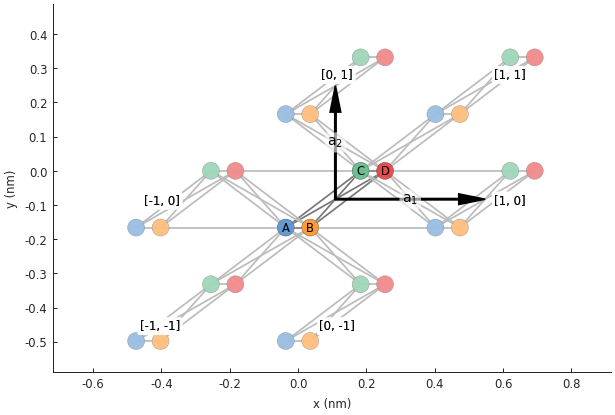 0.4
0.3
0.2
0.1
0.0
-0.1
-0.2
-0.3
-0.4
-0.5
y (nm)
[0, 1]
[1, 1]
a2
C D
[-1, 0]
a1
[1, 0]
A B
[-1, -1]
[0, -1]
-0.6 -0.4 -0.2 0.0 0.2 0.4 0.6 0.8
x (nm)